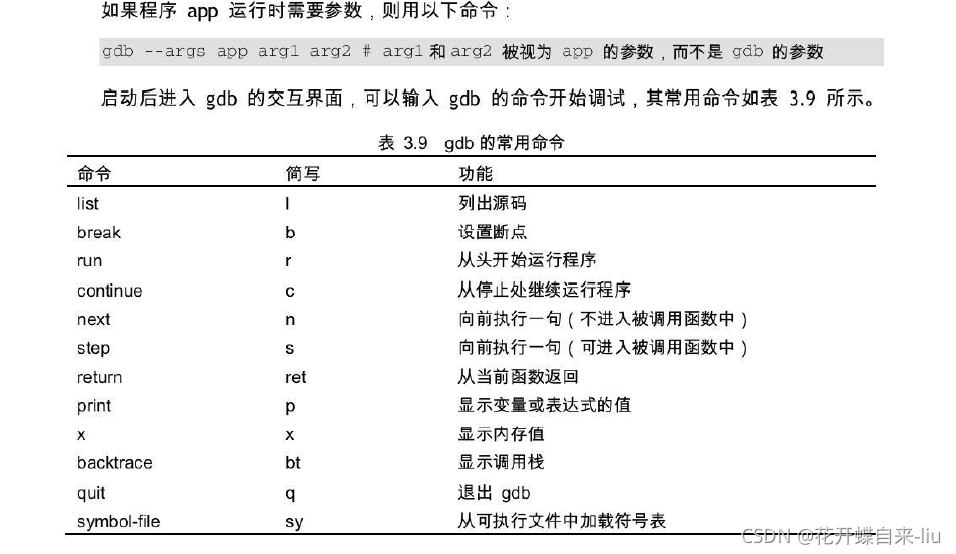 如果程序 app 运行时需要参数，则用以下命令：
gdb --args app arg1 arg2 # arg1 和 arg2 被视为 app 的参数，而不是 gdb 的参数
启动后进入 gdb 的交互界面，可以输入 gdb 的命令开始调试，其常用命令如表 3.9 所示。
表 3.9 gdb 的常用命令
命令 简写 功能
list l 列出源码
break b 设置断点
run r 从头开始运行程序
continue c 从停止处继续运行程序
next n 向前执行一句（不进入被调用函数中）
step s 向前执行一句（可进入被调用函数中）
return ret 从当前函数返回
print p 显示变量或表达式的值
x x 显示内存值
backtrace bt 显示调用栈
quit q 退出 gdb
symbol-file sy 从可执行文件中加载符号表
CSDN @花开蝶自来-liu